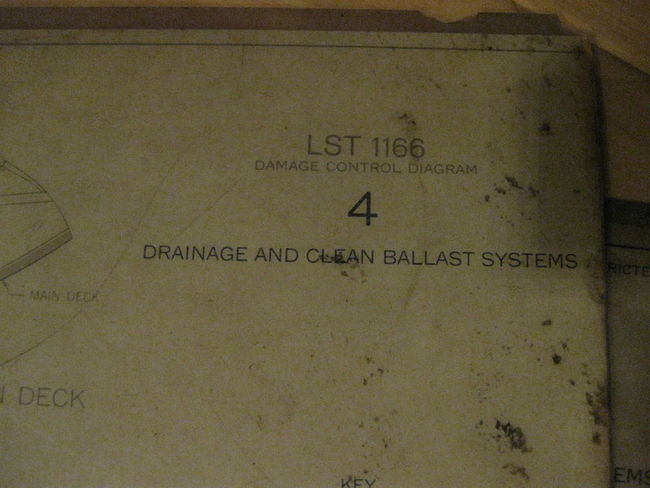 LST 1166
DAMAGE CONTROL DIAGRAM
4
DRAINAGE AND CLEAN BALLAST SYSTEMS
MAIN DECK
DECK
KEY